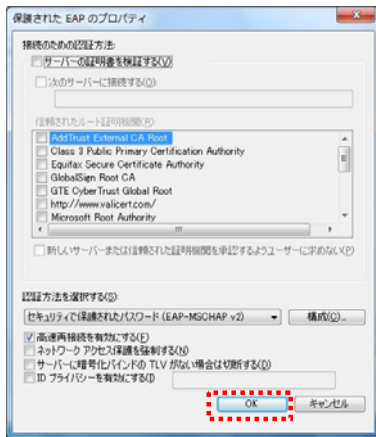 保護された EAP のプロパティ
接続のための認証方法:
サーバーの証明書を検証する(V)
次のサーバーに接続する(O):
信頼されたルート証明機関(R):
AddTrust External CA Root
Class 3 Public Primary Certification Authority
Equifax Secure Certificate Authority
GlobalSign Root CA
GTE CyberTrust Global Root
http://www.valicert.com/
Microsoft Root Authority
新しいサーバーまたは信頼された証明機関を承認するようユーザーに求めない(P)
認証方法を選択する(S):
セキュリティで保護されたパスワード (EAP-MSCHAP v2)
構成(C)...
高速再接続を有効にする(F)
ネットワーク アクセス保護を強制する(N)
サーバーに暗号化バインドの TLV がない場合は切断する(D)
ID プライバシーを有効にする(I)
OK
キャンセル